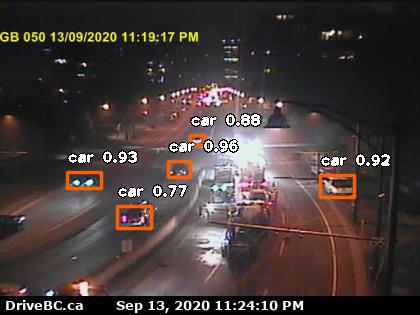 GB 050 13/09/2020 11:19:17 PM
car 0.88
car 0.96
car 0.93
car 0.92
car 0.77
DriveBC.ca Sep 13, 2020 11:24:10 PM